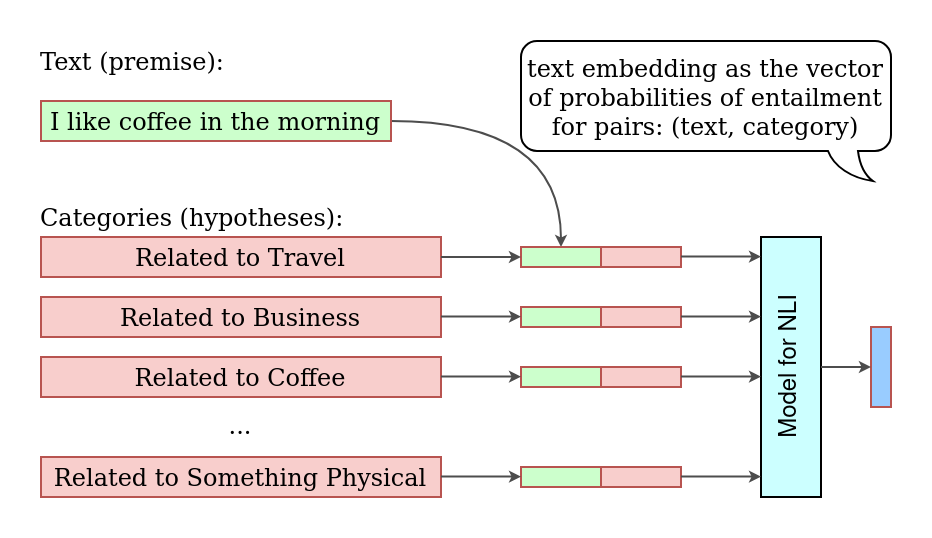 Text (premise):
I like coffee in the morning
text embedding as the vector
of probabilities of entailment
for pairs: (text, category)
Categories (hypotheses):
Related to Travel
Related to Business
Related to Coffee
...
Related to Something Physical
Model for NLI